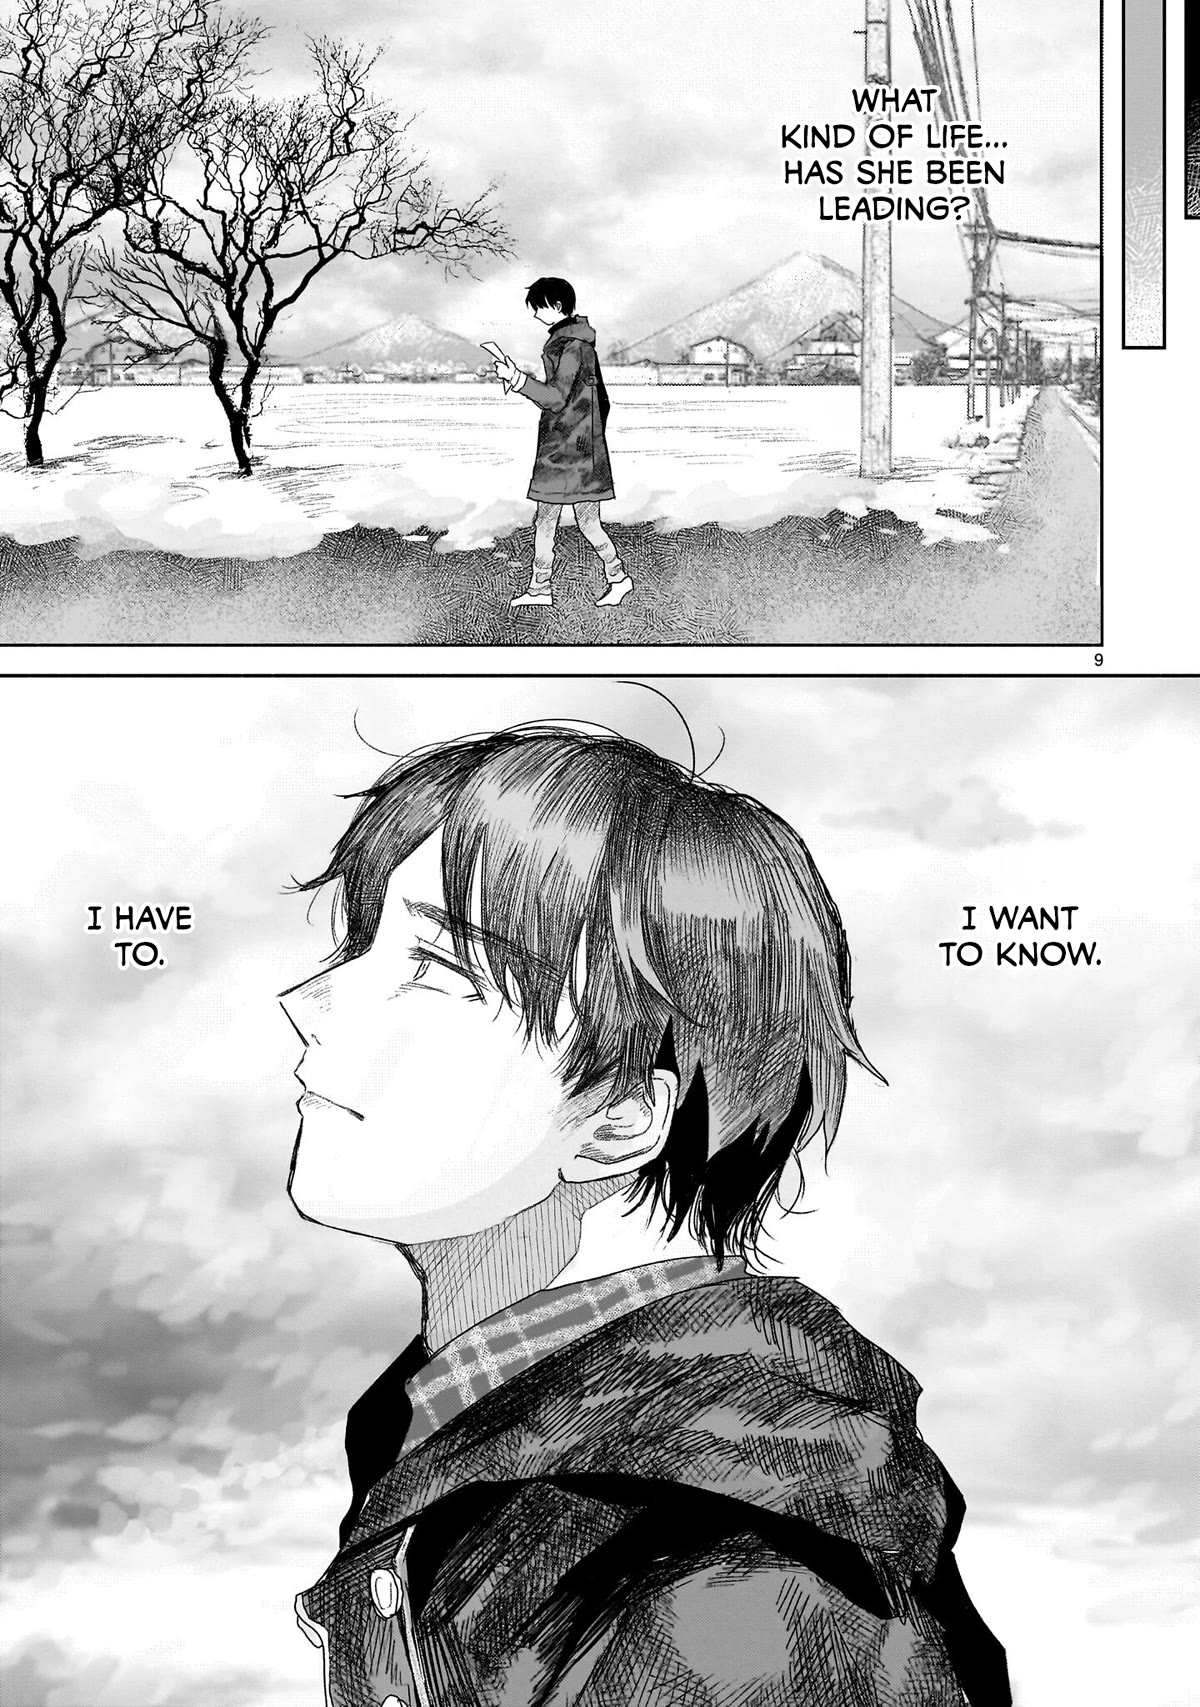 WHAT
KIND OF LIFE...
HAS SHE BEEN
LEADING?
9
I WANT
TO KNOW.
I HAVE
TO.